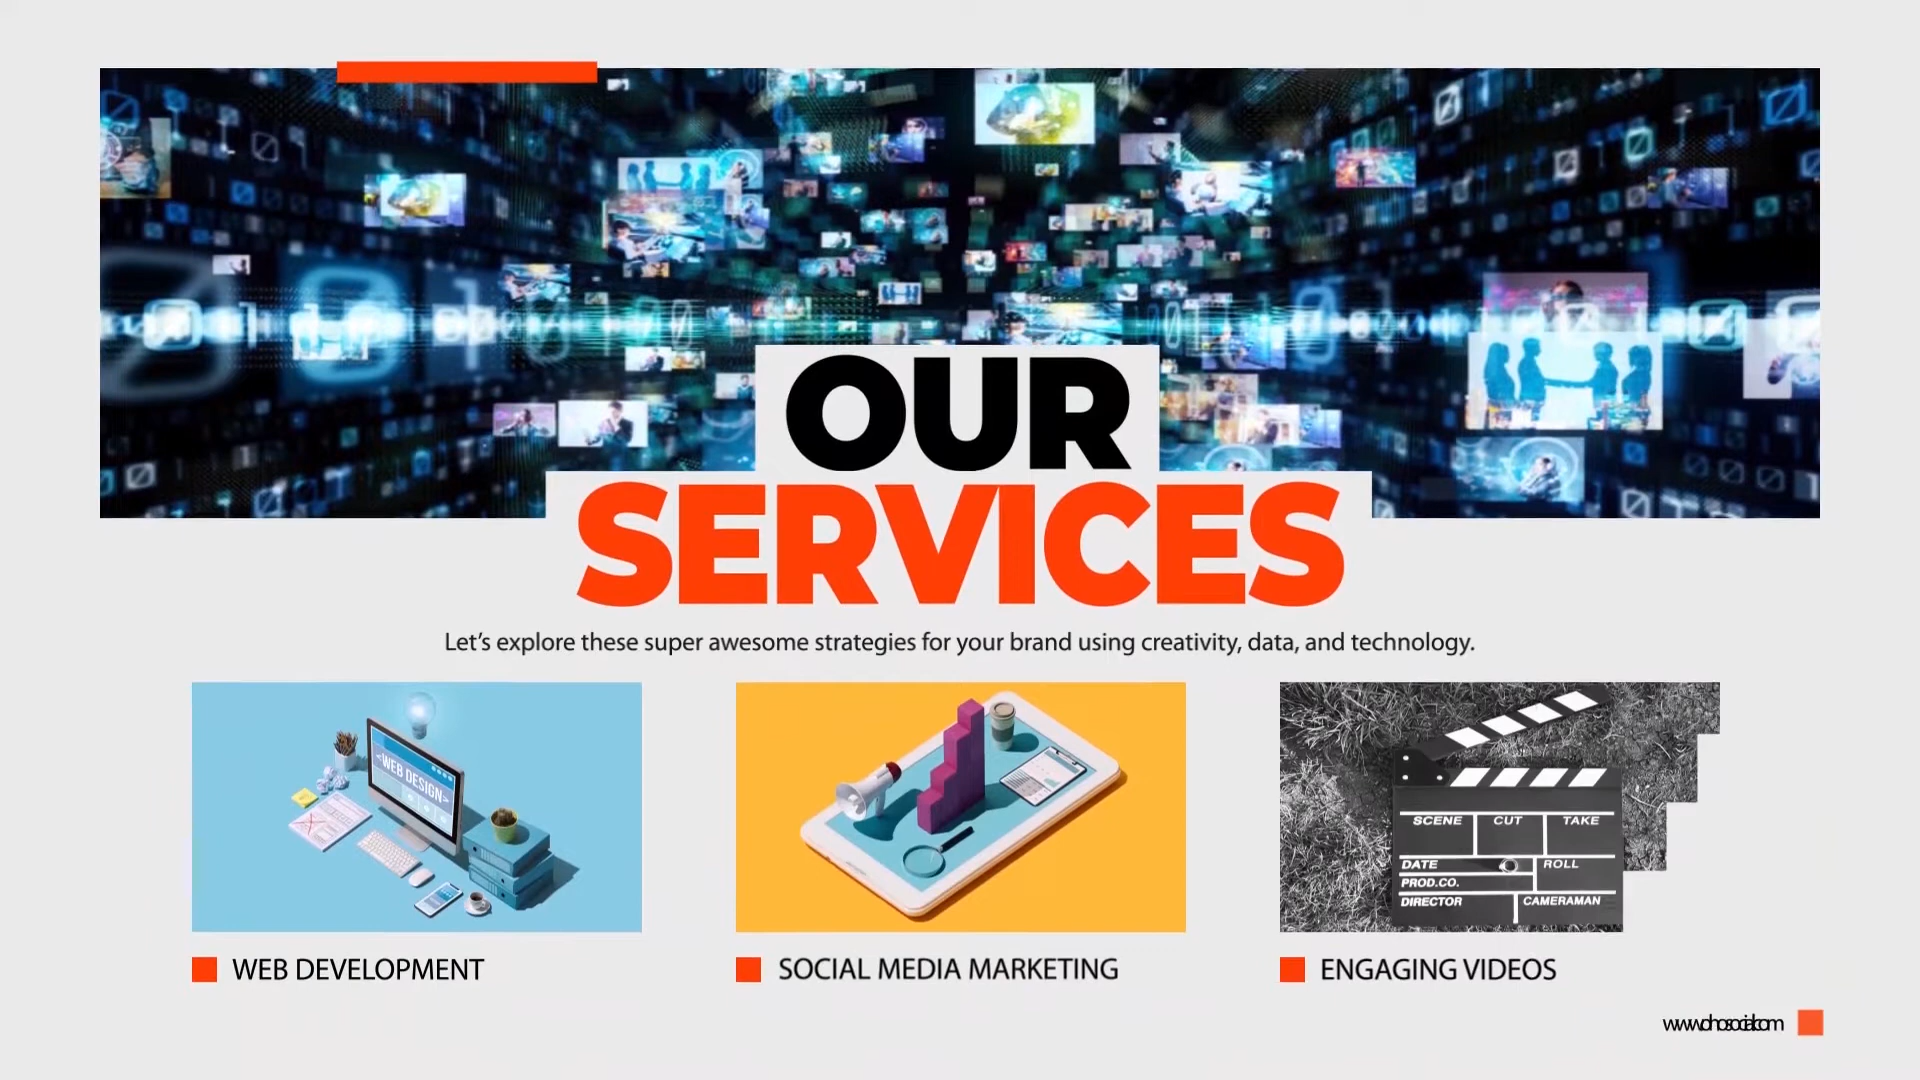 OUR
SERVICES
Let's explore these super awesome strategies for your brand using creativity, data, and technology.
<WEB DESIGN>
SCENE CUT TAKE
DATE ROLL
PROD.CO.
DIRECTOR CAMERAMAN
WEB DEVELOPMENT
SOCIAL MEDIA MARKETING
ENGAGING VIDEOS